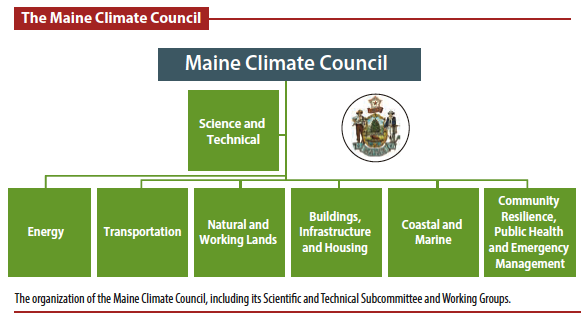 The Maine Climate Council
Maine Climate Council
Science and
Technical
Energy
Transportation
Natural and
Working Lands
Buildings,
Infrastructure
and Housing
Coastal and
Marine
Community
Resilience,
Public Health
and Emergency
Management
The organization of the Maine Climate Council, including its Scientific and Technical Subcommittee and Working Groups.